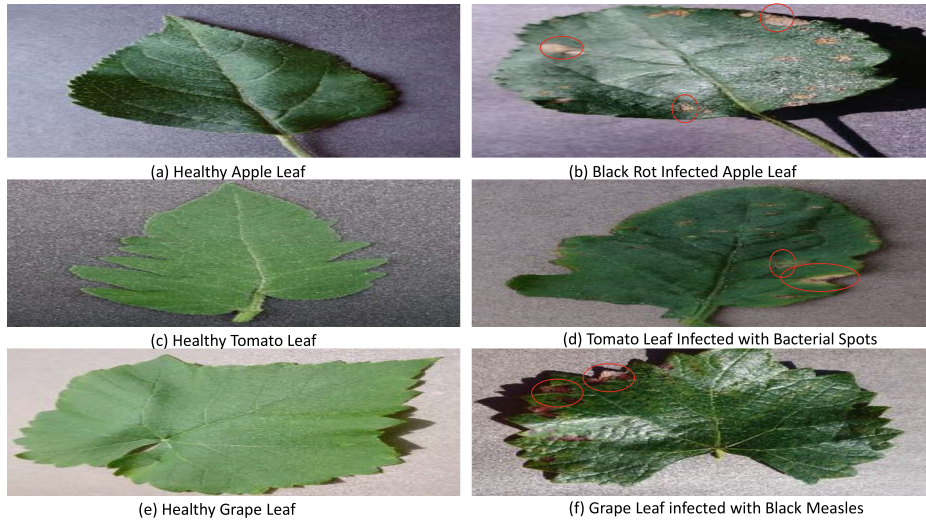 (a) Healthy Apple Leaf
(b) Black Rot Infected Apple Leaf
(c) Healthy Tomato Leaf
(d) Tomato Leaf Infected with Bacterial Spots
(e) Healthy Grape Leaf
(f) Grape Leaf infected with Black Measles